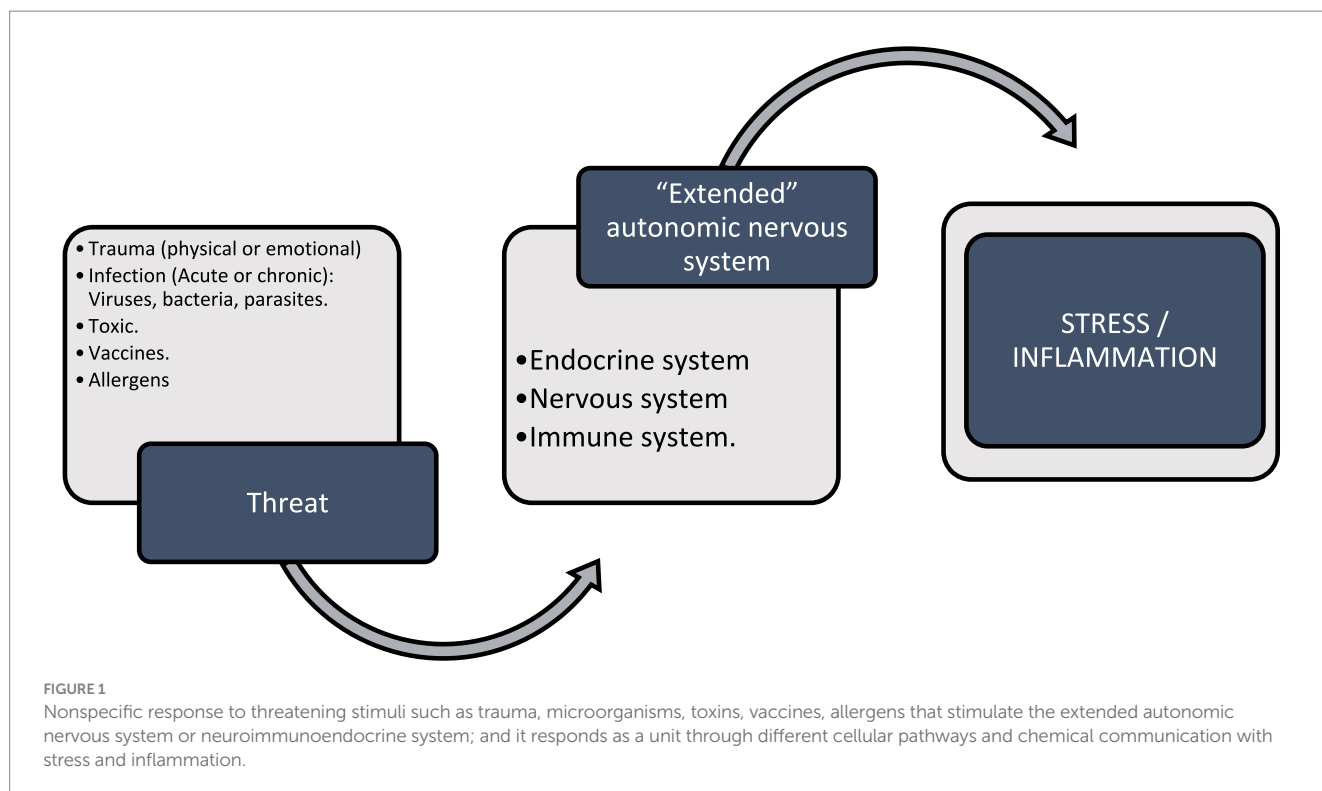 • Trauma (physical or emotional)
• Infection (Acute or chronic):
Viruses, bacteria, parasites.
• Toxic.
• Vaccines.
• Allergens
Threat
“Extended”
autonomic nervous
system
•Endocrine system
•Nervous system
•Immune system.
STRESS /
INFLAMMATION
FIGURE 1
Nonspecific response to threatening stimuli such as trauma, microorganisms, toxins, vaccines, allergens that stimulate the extended autonomic
nervous system or neuroimmunoendocrine system; and it responds as a unit through different cellular pathways and chemical communication with
stress and inflammation.